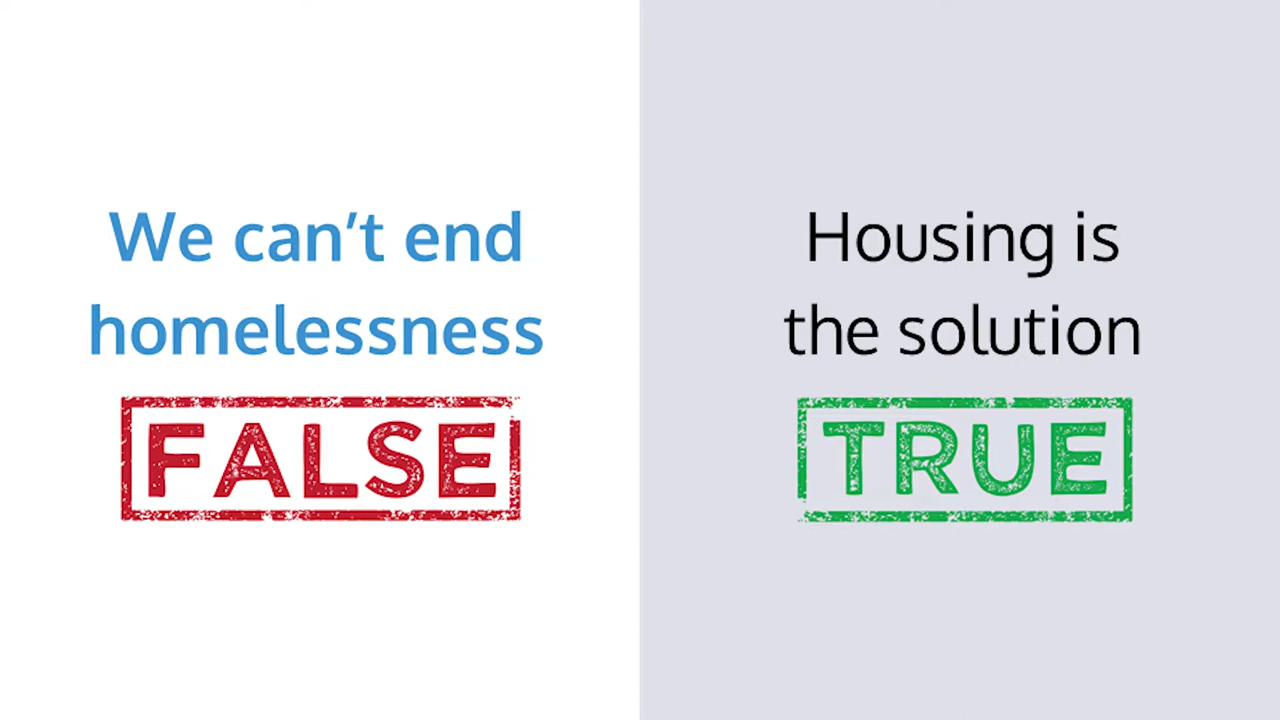 We can’t end
homelessness
FALSE
Housing is
the solution
TRUE